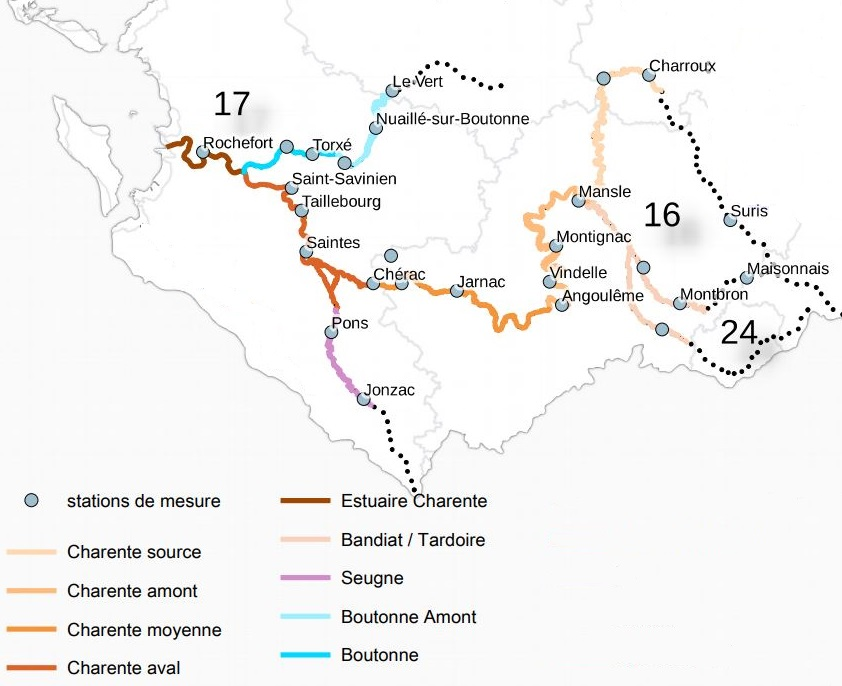 Charroux
Le Vert
17
Nuaillé-sur-Boutonne
Rochefort
Torxé
Saint-Savinien
Mansle
Taillebourg
16
Suris
Montignac
Saintes
Maisonnais
Chérac
Vindelle
Jarnac
Angoulême
Montbron
Pons
24
Jonzac
stations de mesure
Charente source
Charente amont
Charente moyenne
Charente aval
Estuaire Charente
Bandiat / Tardoire
Seugne
Boutonne Amont
Boutonne